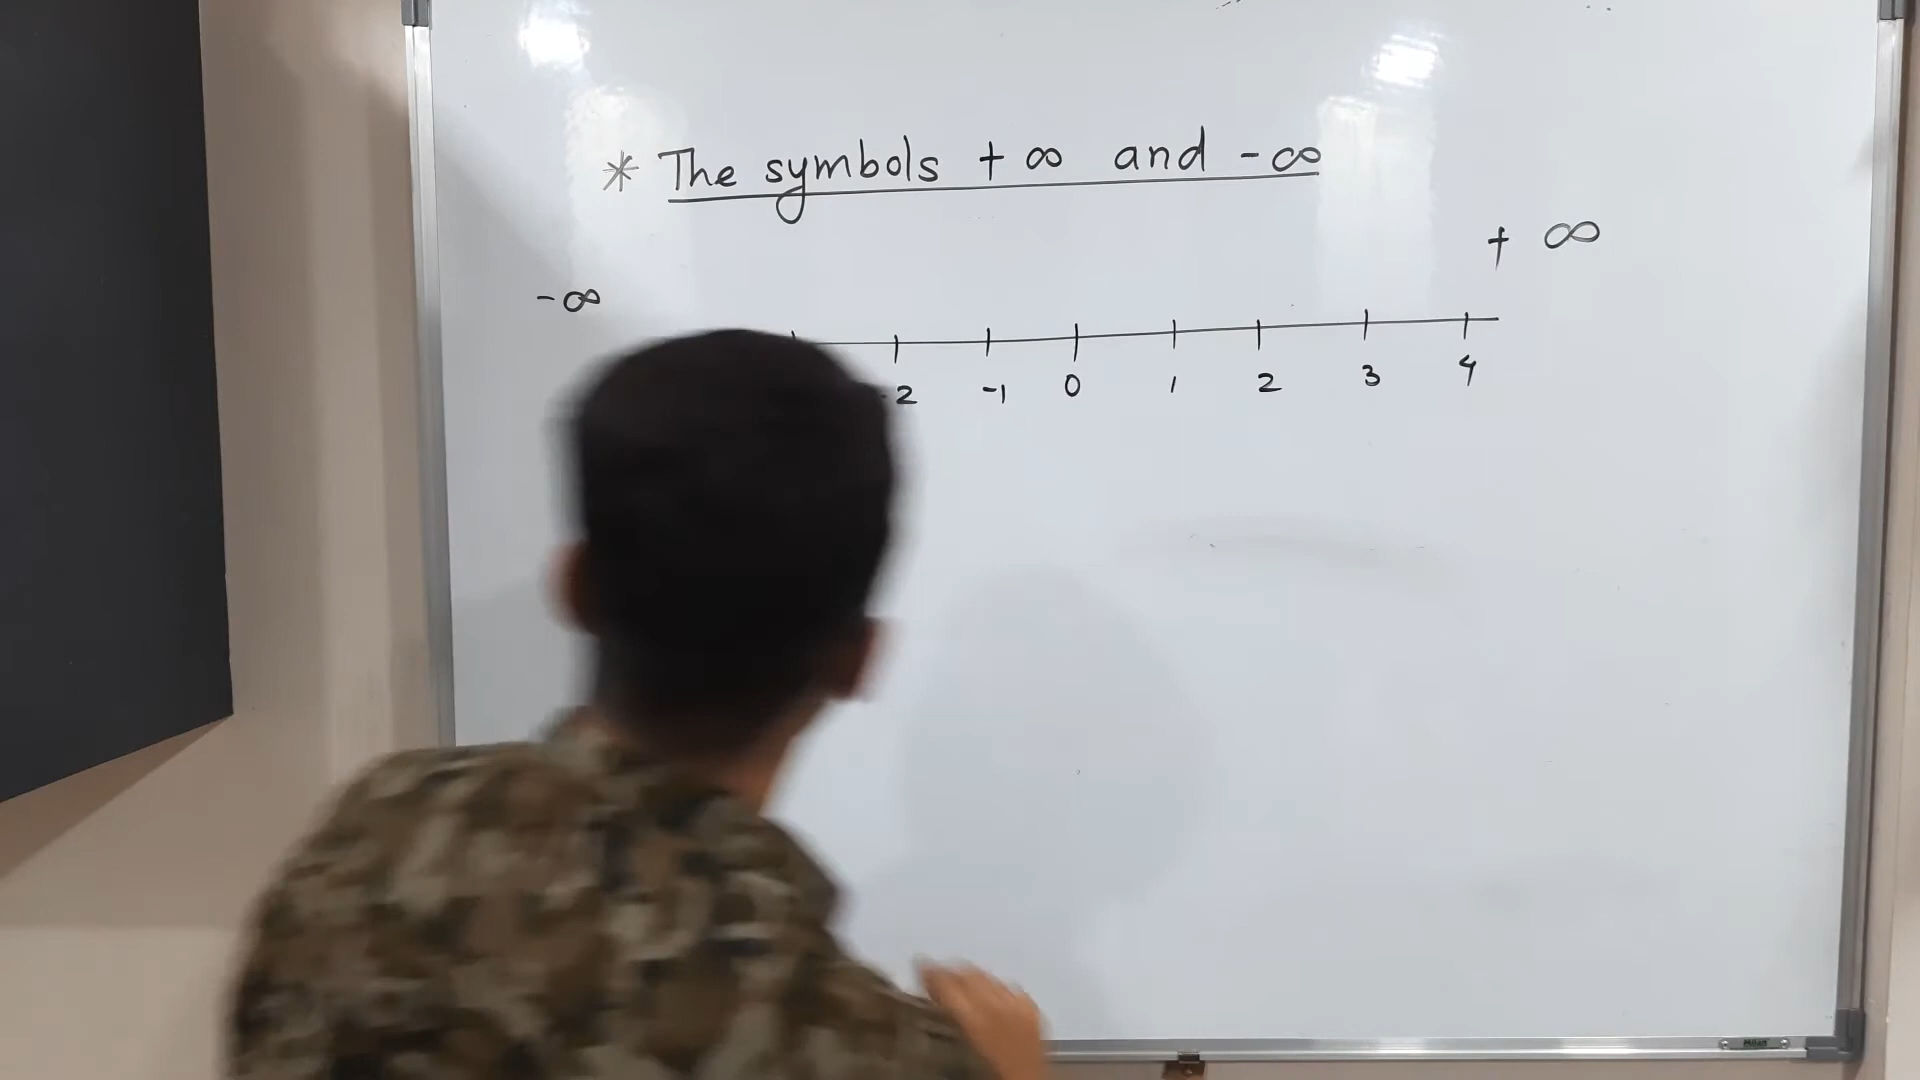 * The symbols + ∞ and - ∞
+ ∞
- ∞
-2 -1 0 1 2 3 4